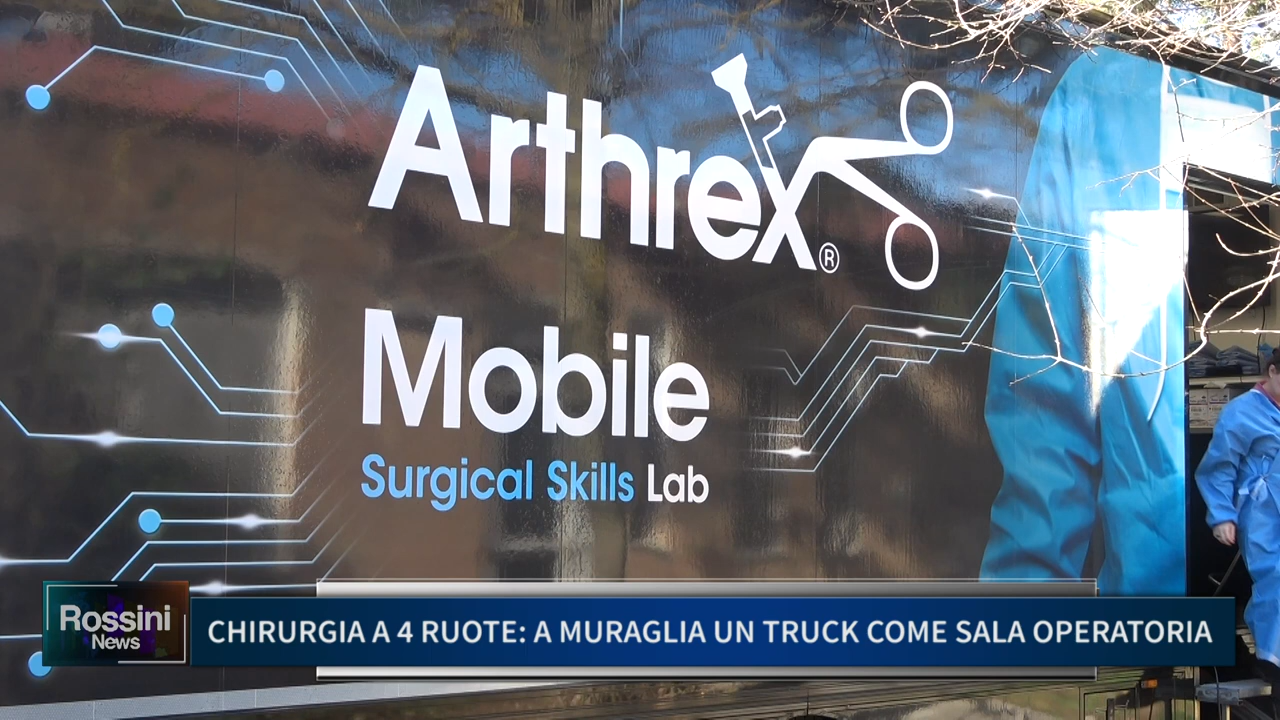 Arthrex®
Mobile
Surgical Skills Lab
Rossini
News
CHIRURGIA A 4 RUOTE: A MURAGLIA UN TRUCK COME SALA OPERATORIA